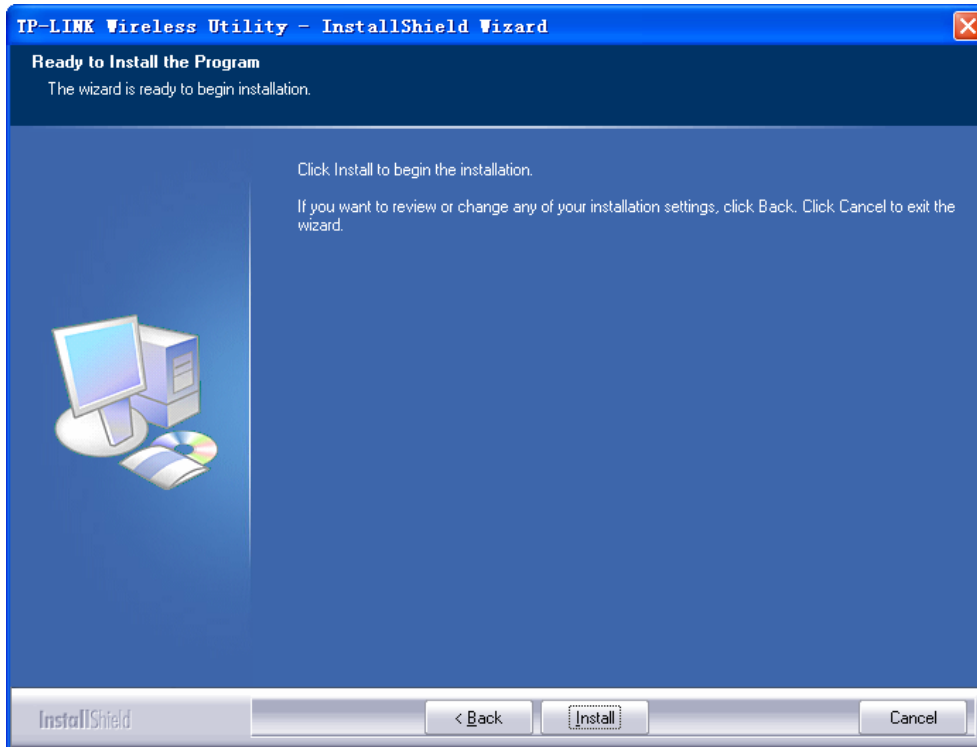 TP-LINK Wireless Utility - InstallShield Wizard
Ready to Install the Program
The wizard is ready to begin installation.
Click Install to begin the installation.
If you want to review or change any of your installation settings, click Back. Click Cancel to exit the
wizard.
InstallShield
< Back
Install
Cancel